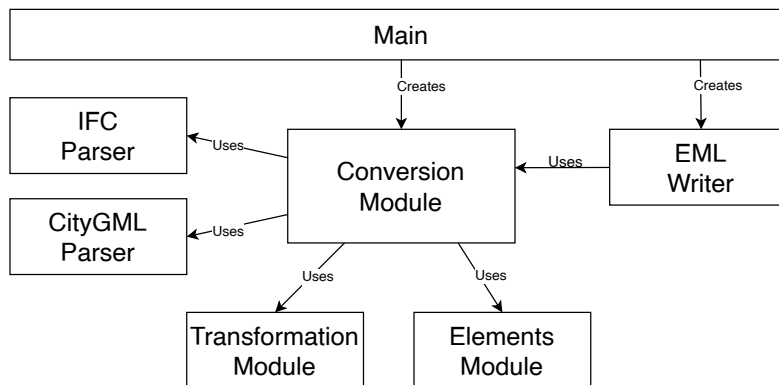 Main
Creates
Creates
IFC
Parser
Uses
Conversion
Module
Uses
EML
Writer
CityGML
Parser
Uses
Uses
Uses
Transformation
Module
Elements
Module